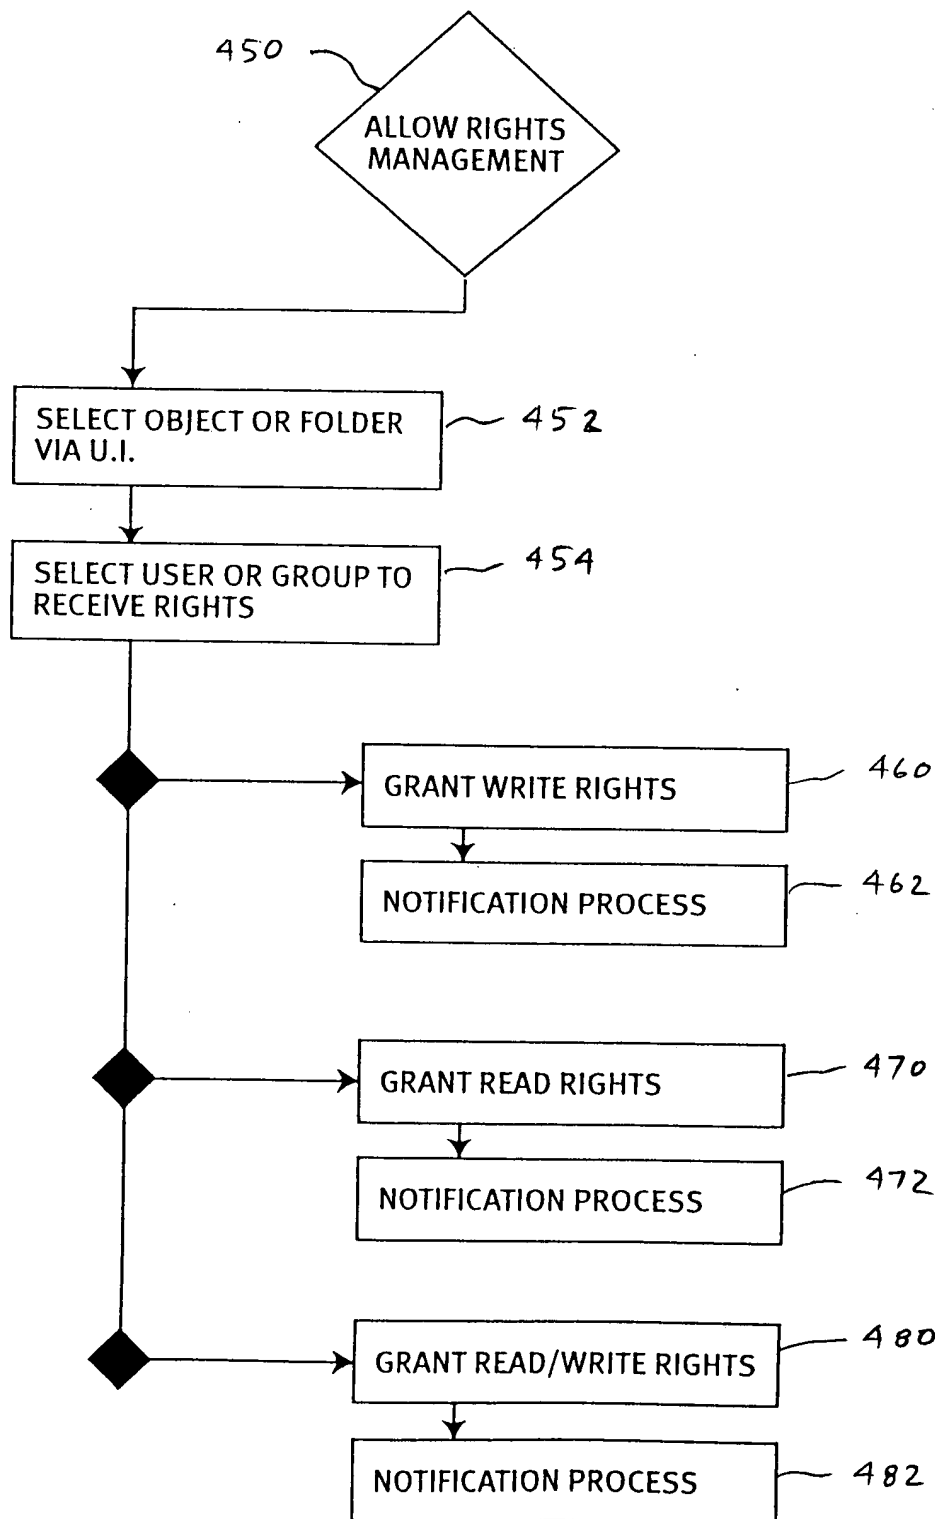 450
ALLOW RIGHTS
MANAGEMENT
SELECT OBJECT OR FOLDER
VIA U.I.
452
SELECT USER OR GROUP TO
RECEIVE RIGHTS
454
GRANT WRITE RIGHTS
460
NOTIFICATION PROCESS
462
GRANT READ RIGHTS
470
NOTIFICATION PROCESS
472
GRANT READ/WRITE RIGHTS
480
NOTIFICATION PROCESS
482